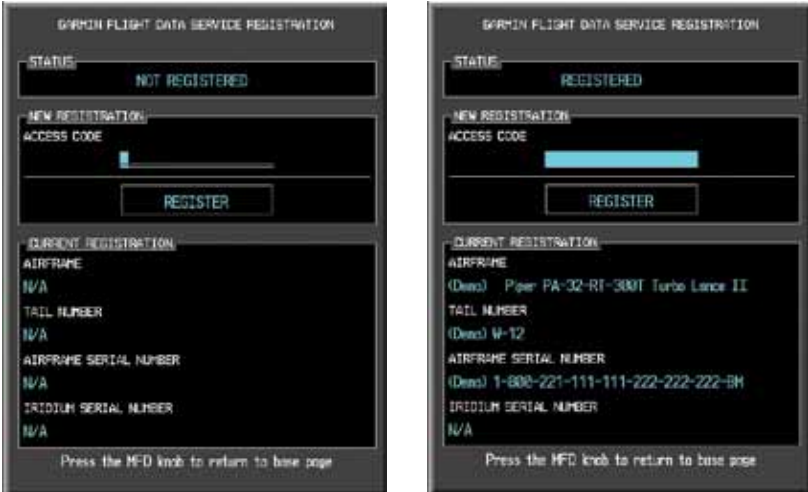 GARMIN FLIGHT DATA SERVICE REGISTRATION
STATUS
NOT REGISTERED
NEW REGISTRATION
ACCESS CODE
REGISTER
CURRENT REGISTRATION
AIRFRAME
N/A
TAIL NUMBER
N/A
AIRFRAME SERIAL NUMBER
N/A
IRIDIUM SERIAL NUMBER
N/A
Press the MFD knob to return to base page
GARMIN FLIGHT DATA SERVICE REGISTRATION
STATUS
REGISTERED
NEW REGISTRATION
ACCESS CODE
REGISTER
CURRENT REGISTRATION
AIRFRAME
(Demo) Piper PA-32-RT-300T Turbo Lance II
TAIL NUMBER
(Demo) W-12
AIRFRAME SERIAL NUMBER
(Demo) 1-800-221-111-111-222-222-222-BM
IRIDIUM SERIAL NUMBER
N/A
Press the MFD knob to return to base page